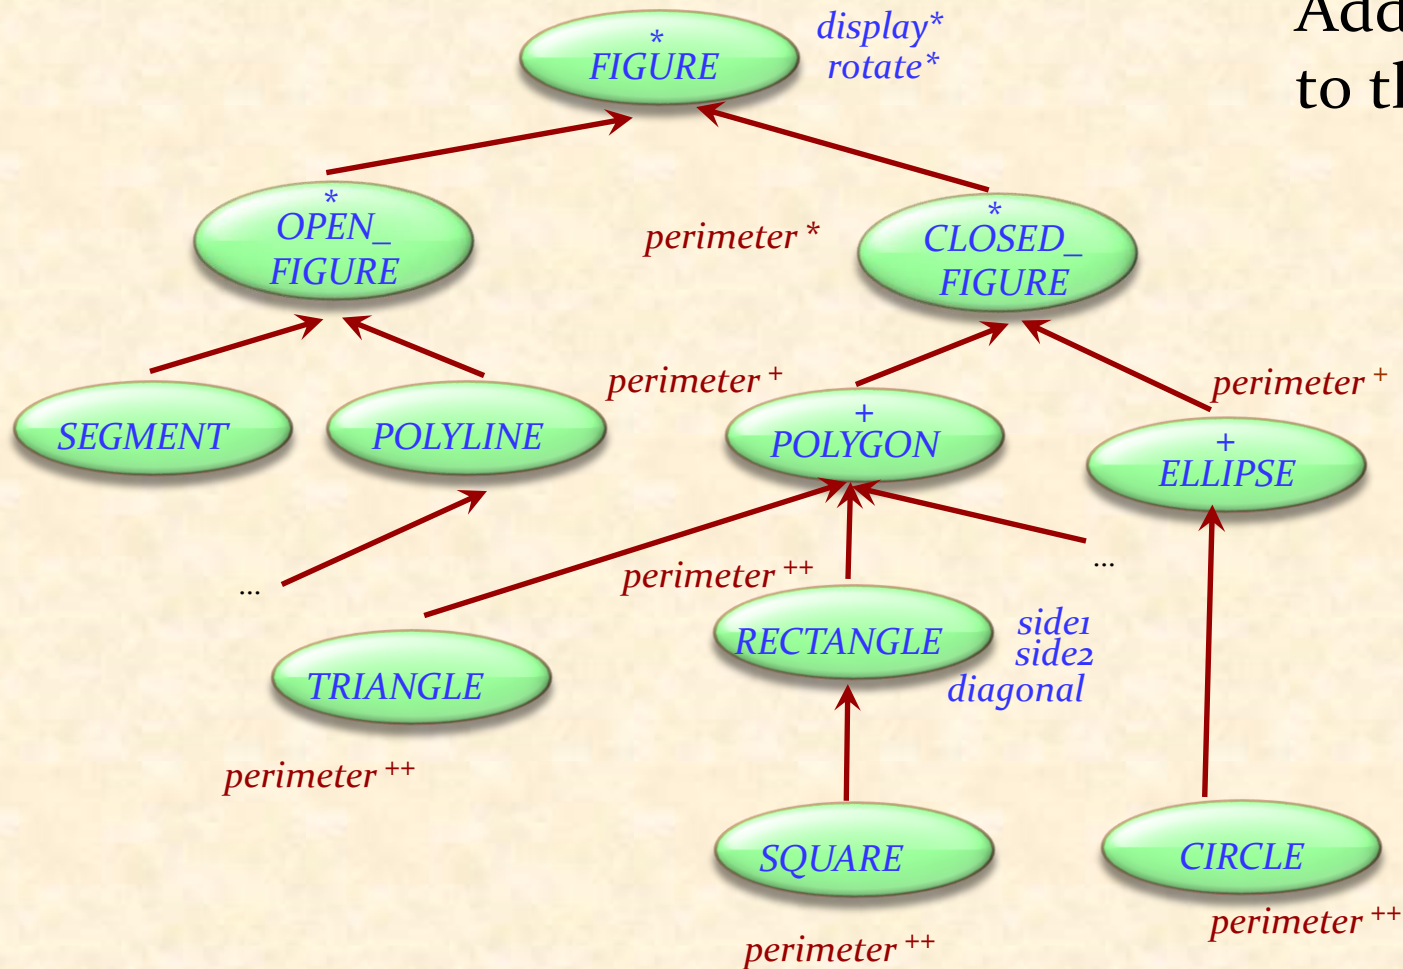 Add
to th
*
FIGURE
display*
rotate*
*
OPEN_
FIGURE
perimeter *
*
CLOSED_
FIGURE
SEGMENT
POLYLINE
perimeter +
+
POLYGON
perimeter +
+
ELLIPSE
...
perimeter ++
RECTANGLE
side1
side2
diagonal
...
TRIANGLE
perimeter ++
SQUARE
perimeter ++
CIRCLE
perimeter ++